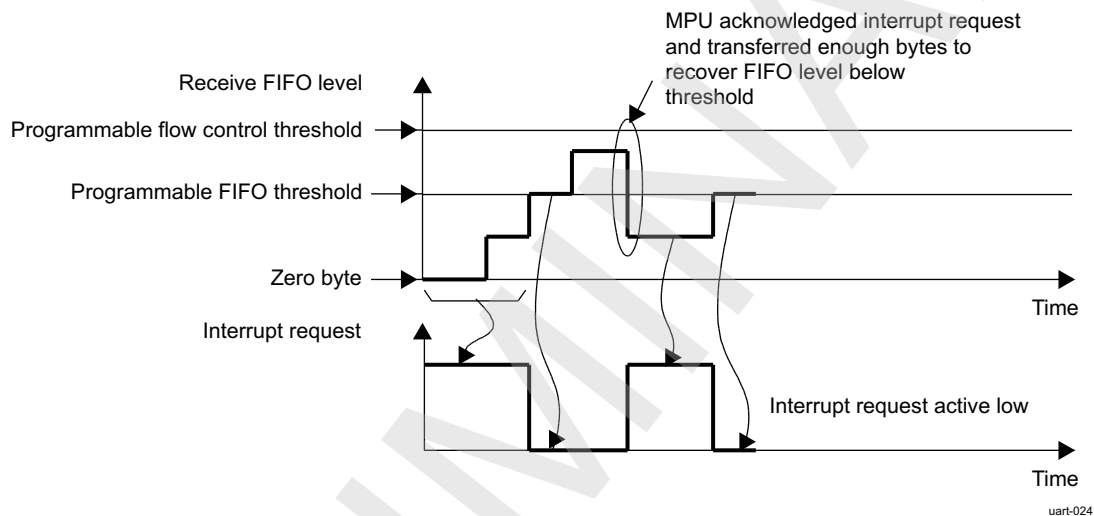 MPU acknowledged interrupt request
and transferred enough bytes to
recover FIFO level below
threshold
Receive FIFO level
Programmable flow control threshold
Programmable FIFO threshold
Zero byte
Time
Interrupt request
Interrupt request active low
Time
uart-024